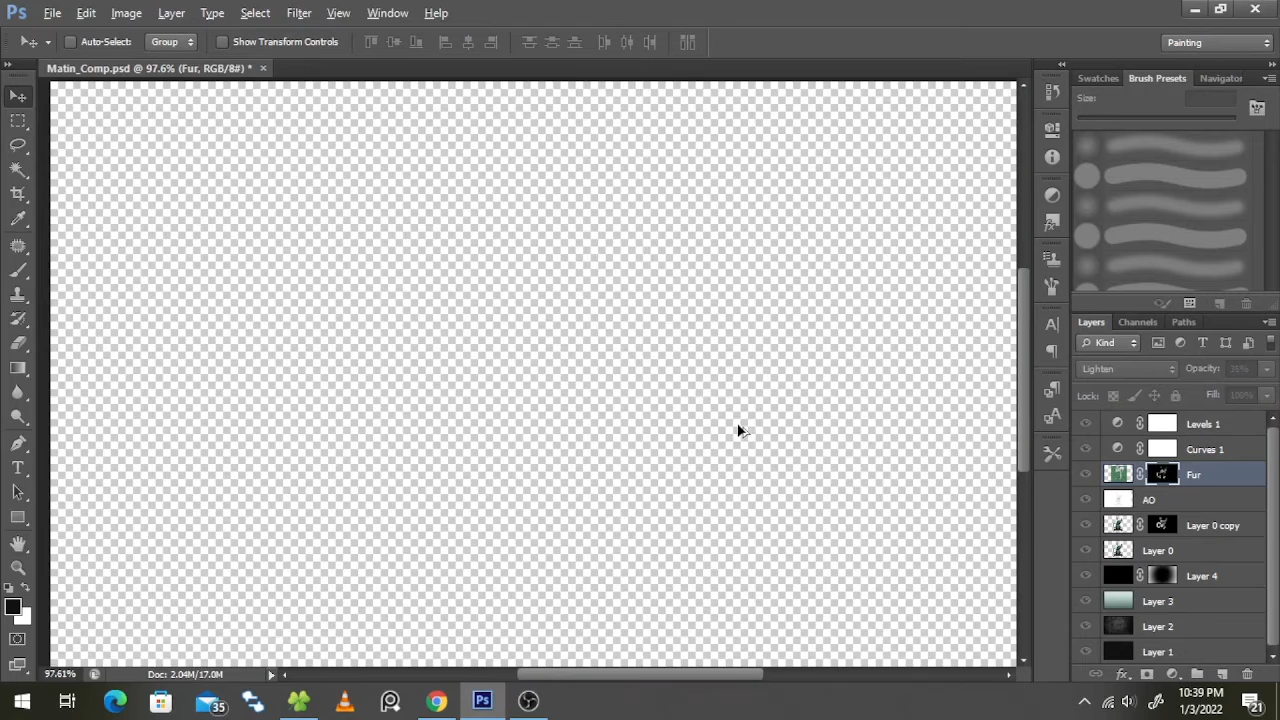 Ps File Edit Image Layer Type Select Filter View Window Help
Auto-Select: Group Show Transform Controls Painting
Matin_Comp.psd @ 97.6% (Fur, RGB/8#) * ×
Swatches Brush Presets Navigator
Size:
Layers Channels Paths
Kind
Lighten Opacity: 38%
Lock: Fill: 100%
Levels 1
Curves 1
Fur
AO
Layer 0 copy
Layer 0
Layer 4
Layer 3
Layer 2
Layer 1
97.61% Doc: 2.04M/17.0M
35 Ps 10:39 PM
1/3/2022 21